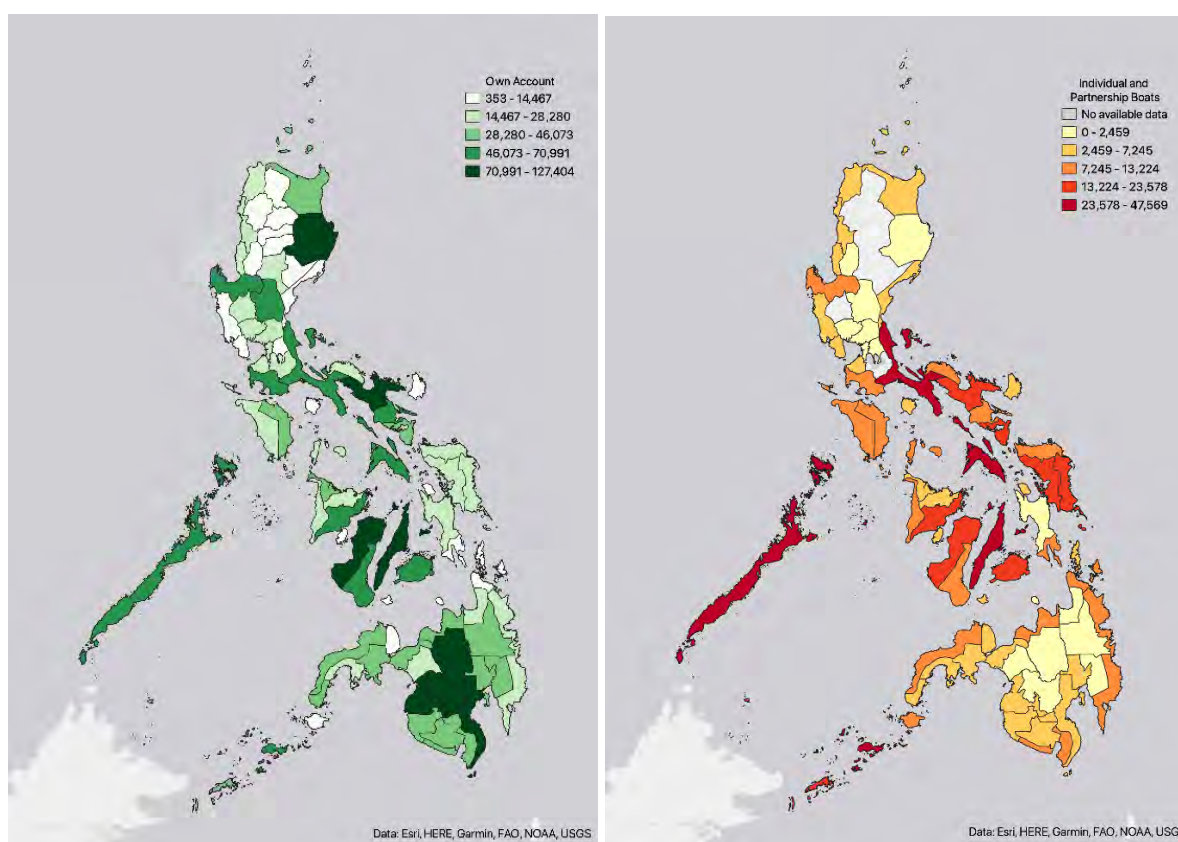 Own Account
353 - 14,467
14,467 - 28,280
28,280 - 46,073
46,073 - 70,991
70,991 - 127,404
Data: Esri, HERE, Garmin, FAO, NOAA, USGS
Individual and
Partnership Boats
No available data
0 - 2,459
2,459 - 7,245
7,245 - 13,224
13,224 - 23,578
23,578 - 47,569
Data: Esri, HERE, Garmin, FAO, NOAA, USG